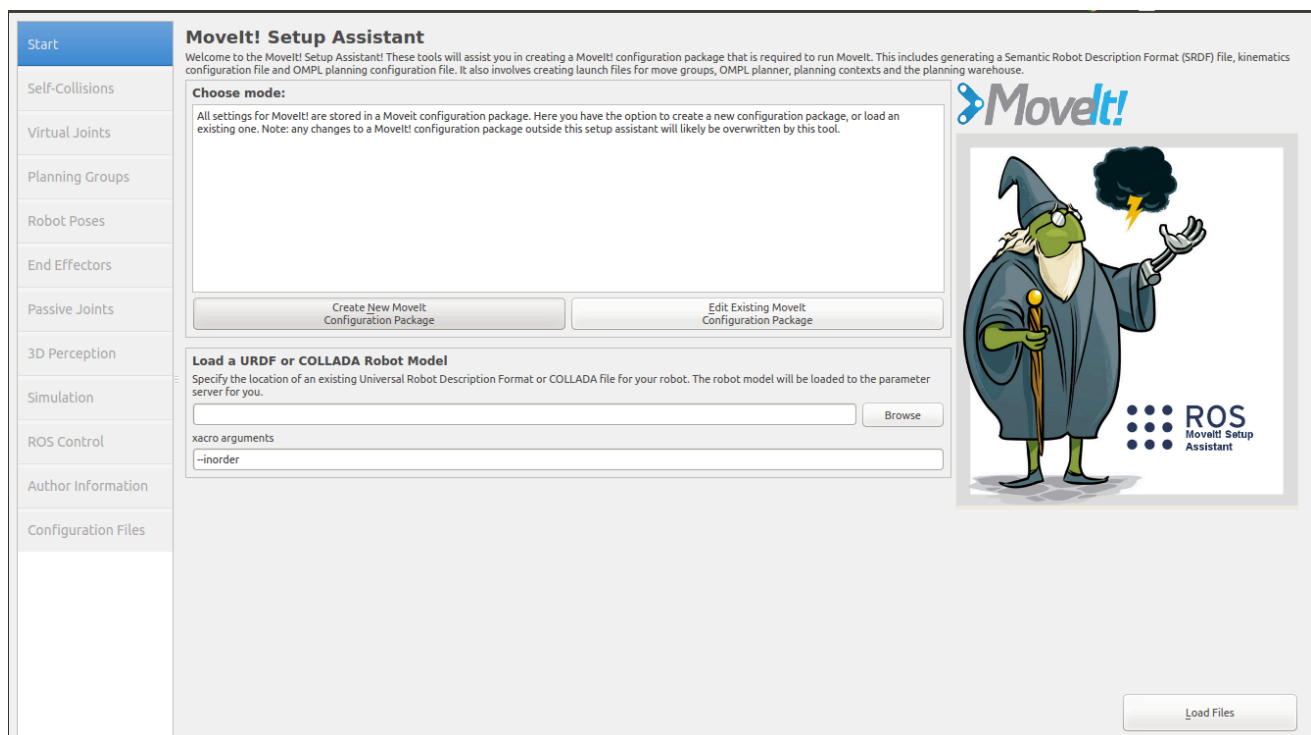 Start
Self-Collisions
Virtual Joints
Planning Groups
Robot Poses
End Effectors
Passive Joints
3D Perception
Simulation
ROS Control
Author Information
Configuration Files
MoveIt! Setup Assistant
Welcome to the MoveIt! Setup Assistant! These tools will assist you in creating a MoveIt! configuration package that is required to run MoveIt. This includes generating a Semantic Robot Description Format (SRDF) file, kinematics
configuration file and OMPL planning configuration file. It also involves creating launch files for move groups, OMPL planner, planning contexts and the planning warehouse.
Choose mode:
All settings for MoveIt! are stored in a Moveit configuration package. Here you have the option to create a new configuration package, or load an
existing one. Note: any changes to a MoveIt! configuration package outside this setup assistant will likely be overwritten by this tool.
Create New MoveIt
Configuration Package
Edit Existing MoveIt
Configuration Package
Load a URDF or COLLADA Robot Model
Specify the location of an existing Universal Robot Description Format or COLLADA file for your robot. The robot model will be loaded to the parameter
server for you.
Browse
xacro arguments
--inorder
MoveIt!
ROS
MoveIt! Setup
Assistant
Load Files